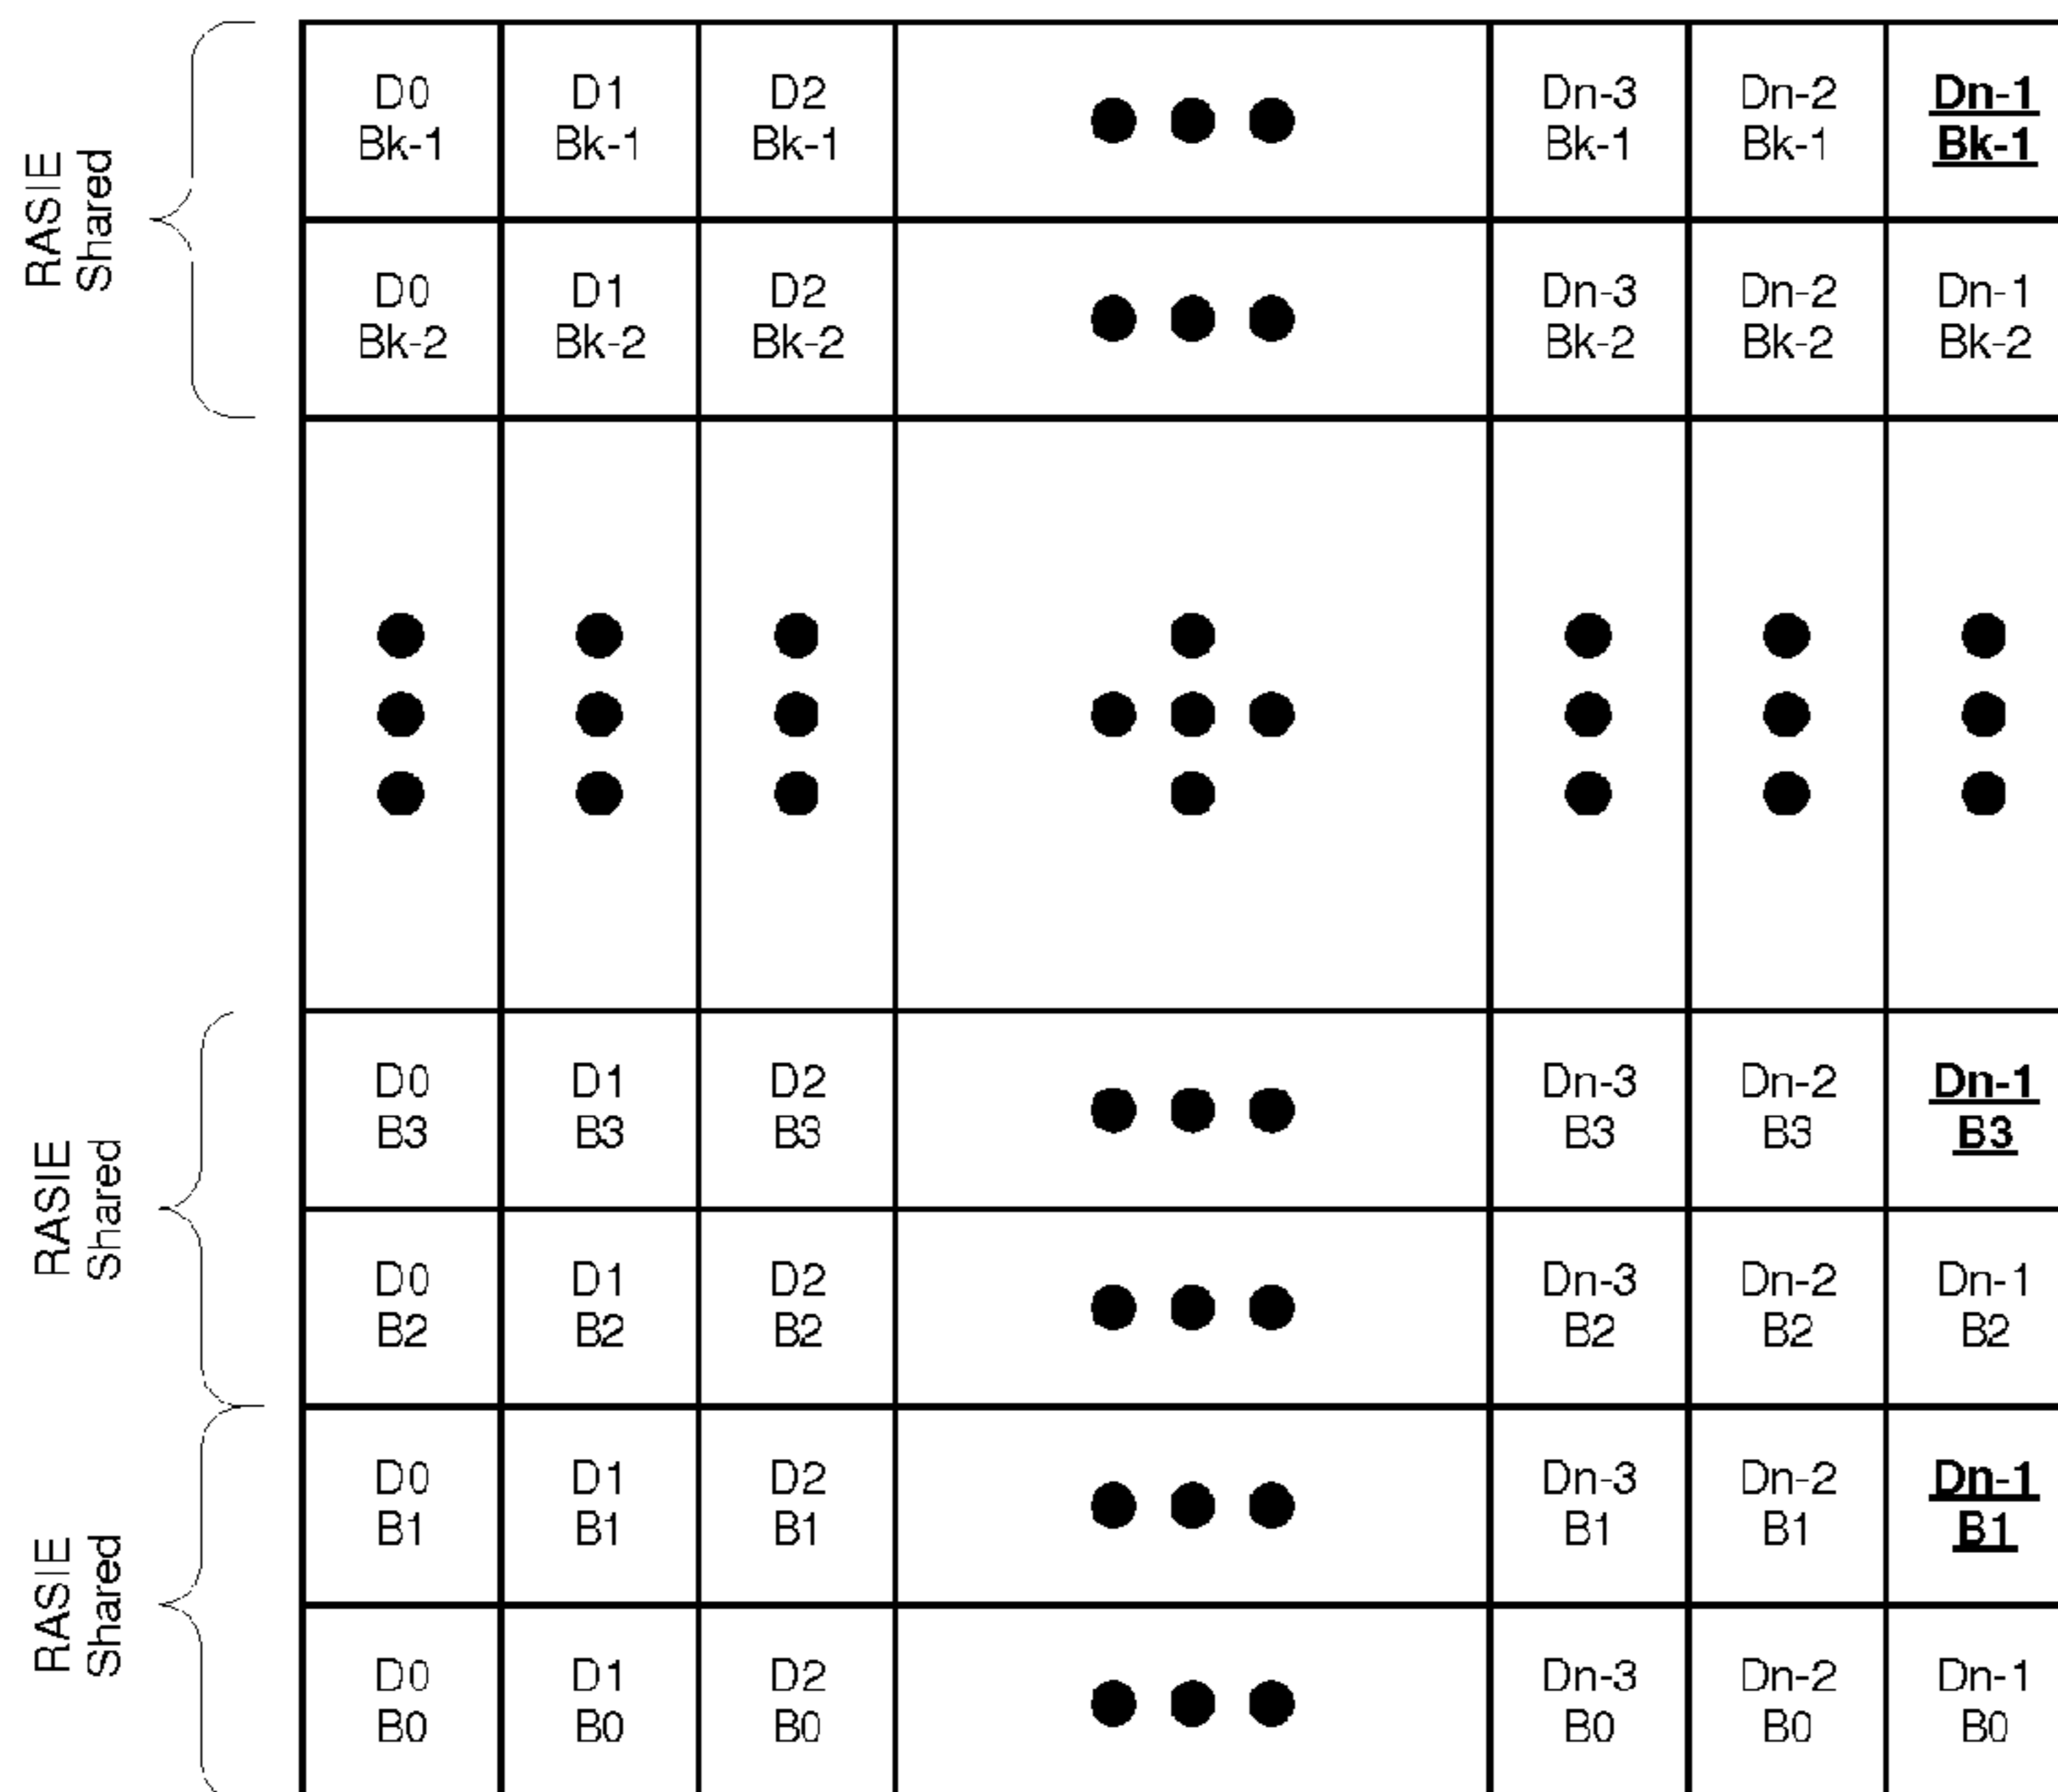 RASIE
Shared
D0 D1 D2 Dn-3 Dn-2 Dn-1
Bk-1 Bk-1 Bk-1 Bk-1 Bk-1 Bk-1
D0 D1 D2 Dn-3 Dn-2 Dn-1
Bk-2 Bk-2 Bk-2 Bk-2 Bk-2 Bk-2
RASIE
Shared
D0 D1 D2 Dn-3 Dn-2 Dn-1
B3 B3 B3 B3 B3 B3
D0 D1 D2 Dn-3 Dn-2 Dn-1
B2 B2 B2 B2 B2 B2
RASIE
Shared
D0 D1 D2 Dn-3 Dn-2 Dn-1
B1 B1 B1 B1 B1 B1
D0 D1 D2 Dn-3 Dn-2 Dn-1
B0 B0 B0 B0 B0 B0